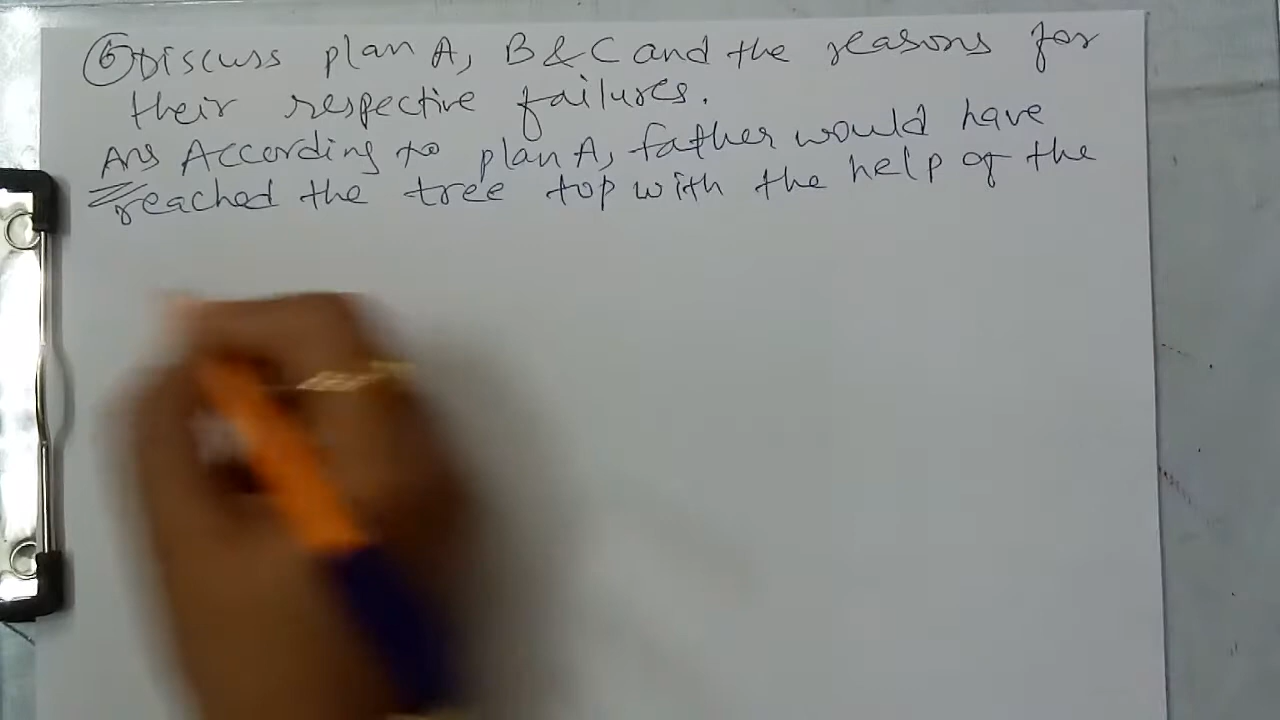 ⑥ Discuss plan A, B & C and the reasons for
their respective failures.
Ans According to plan A, father would have
reached the tree top with the help of the